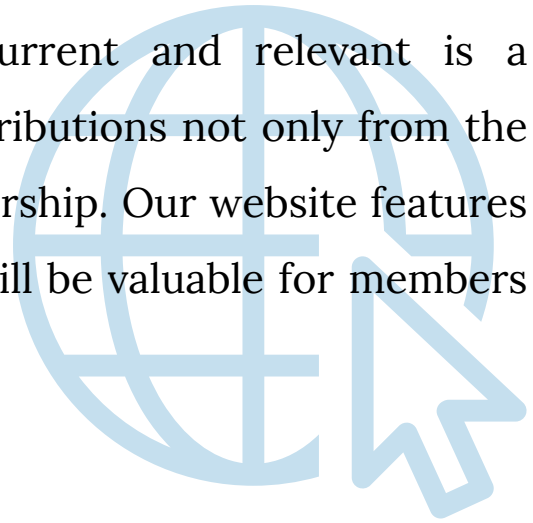 urrent and relevant is a
ributions not only from the
rship. Our website features
ill be valuable for members